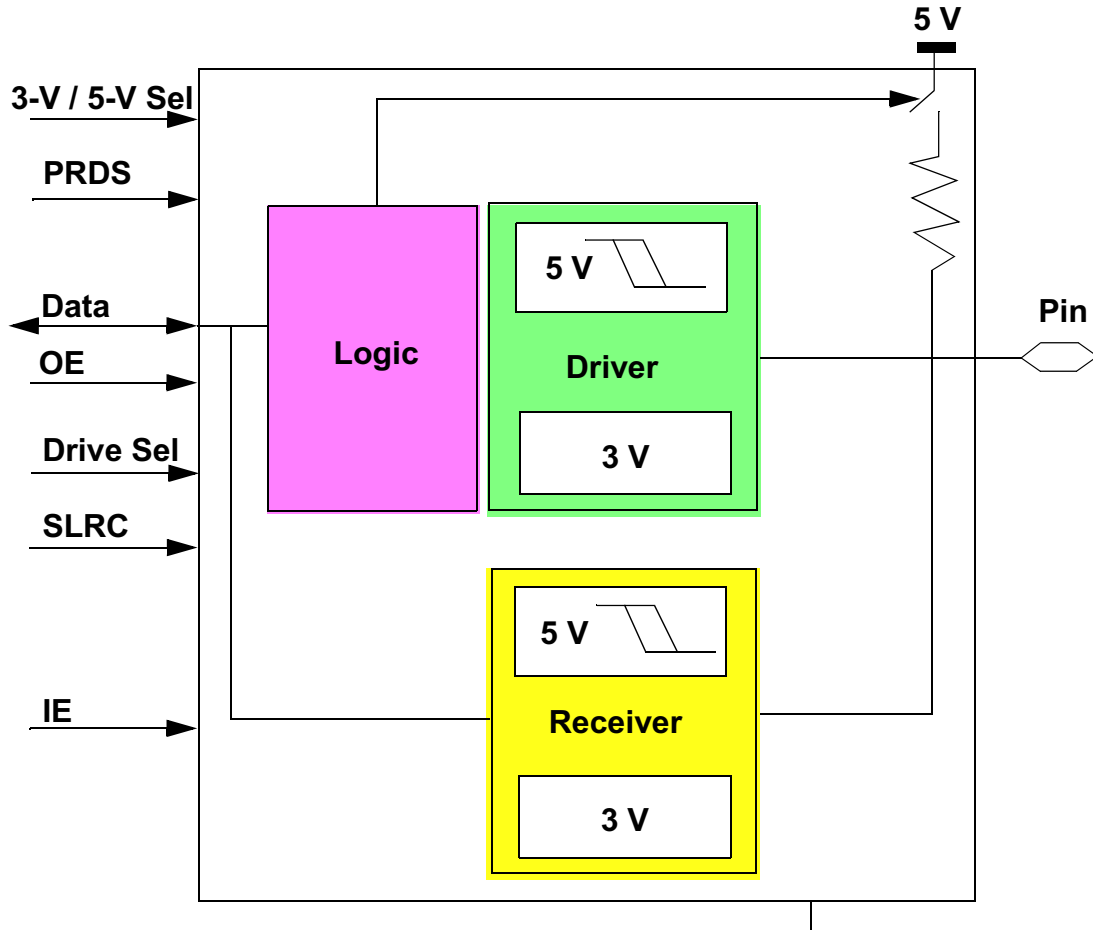 5 V
3-V / 5-V Sel
PRDS
Data
OE
Drive Sel
SLRC
IE
Logic
5 V
Driver
3 V
5 V
Receiver
3 V
Pin